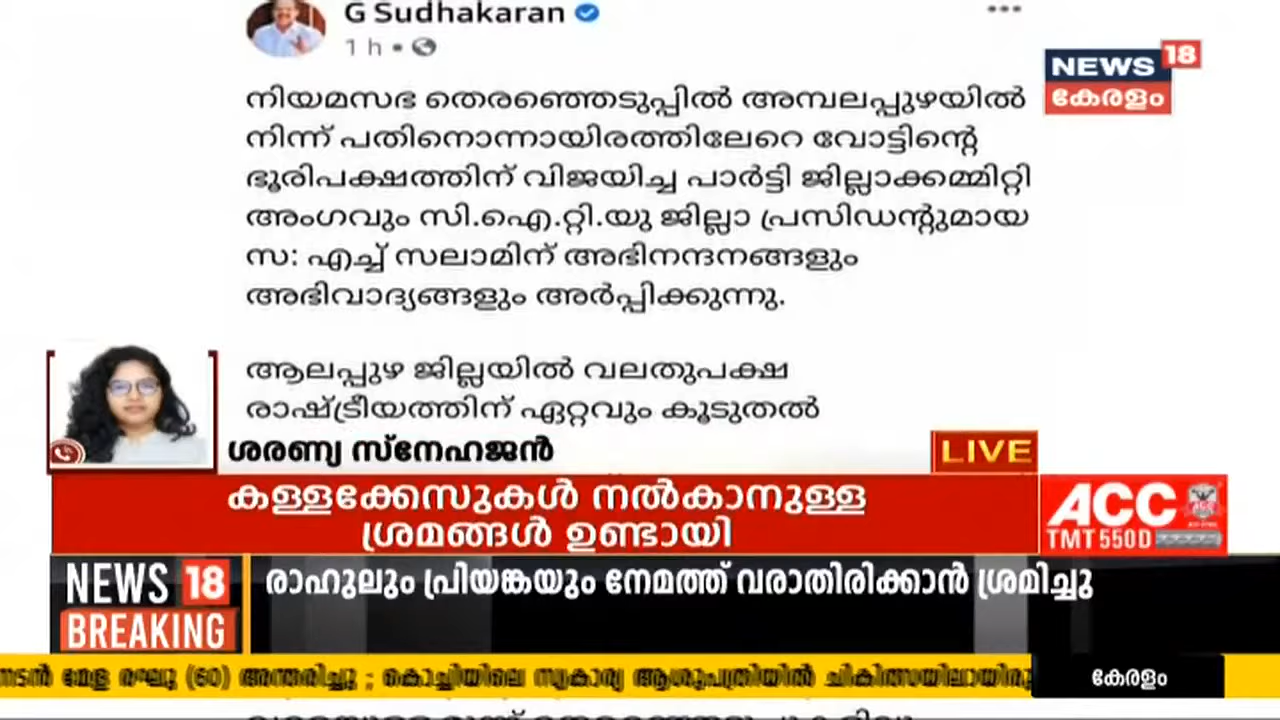 G Sudhakaran
1 h
NEWS 18
കേരളം
നിയമസഭ തെരഞ്ഞെടുപ്പിൽ അമ്പലപ്പുഴയിൽ
നിന്ന് പതിനൊന്നായിരത്തിലേറെ വോട്ടിന്റെ
ഭൂരിപക്ഷത്തിന് വിജയിച്ച പാർട്ടി ജില്ലാക്കമ്മിറ്റി
അംഗവും സി.ഐ.റ്റി.യു ജില്ലാ പ്രസിഡന്റുമായ
സ: എച്ച് സലാമിന് അഭിനന്ദനങ്ങളും
അഭിവാദ്യങ്ങളും അർപ്പിക്കുന്നു.
ആലപ്പുഴ ജില്ലയിൽ വലതുപക്ഷ
രാഷ്ട്രീയത്തിന് ഏറ്റവും കൂടുതൽ
ശരണ്യ സ്നേഹജൻ
LIVE
കള്ളക്കേസുകൾ നൽകാനുള്ള
ശ്രമങ്ങൾ ഉണ്ടായി
ACC
TMT 550D
NEWS 18
BREAKING
രാഹുലും പ്രിയങ്കയും നേമത്ത് വരാതിരിക്കാൻ ശ്രമിച്ചു
നടൻ മേള രഘു (60) അന്തരിച്ചു ; കൊച്ചിയിലെ സ്വകാര്യ ആശുപത്രിയിൽ ചികിത്സയിലായിരു
കേരളം